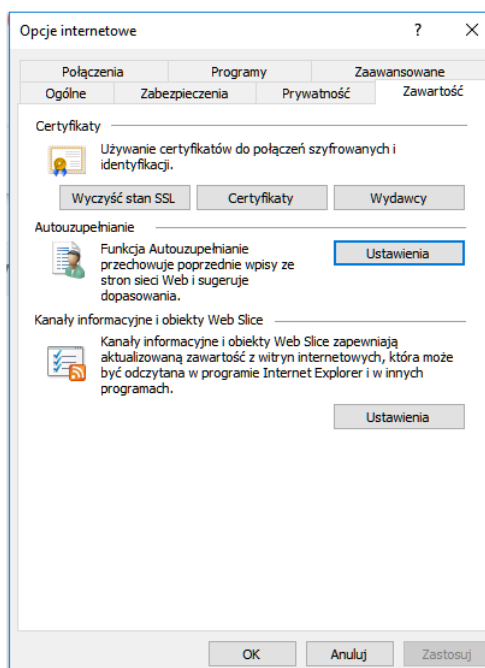 Opcje internetowe
?
Połączenia Programy Zaawansowane
Ogólne Zabezpieczenia Prywatność Zawartość
Certyfikaty
Używanie certyfikatów do połączeń szyfrowanych i
identyfikacji.
Wyczyść stan SSL Certyfikaty Wydawcy
Autouzupełnianie
Funkcja Autouzupełnianie
przechowuje poprzednie wpisy ze
stron sieci Web i sugeruje
dopasowania.
Ustawienia
Kanały informacyjne i obiekty Web Slice
Kanały informacyjne i obiekty Web Slice zapewniają
aktualizowaną zawartość z witryn internetowych, która może
być odczytana w programie Internet Explorer i w innych
programach.
Ustawienia
OK Anuluj Zastosuj